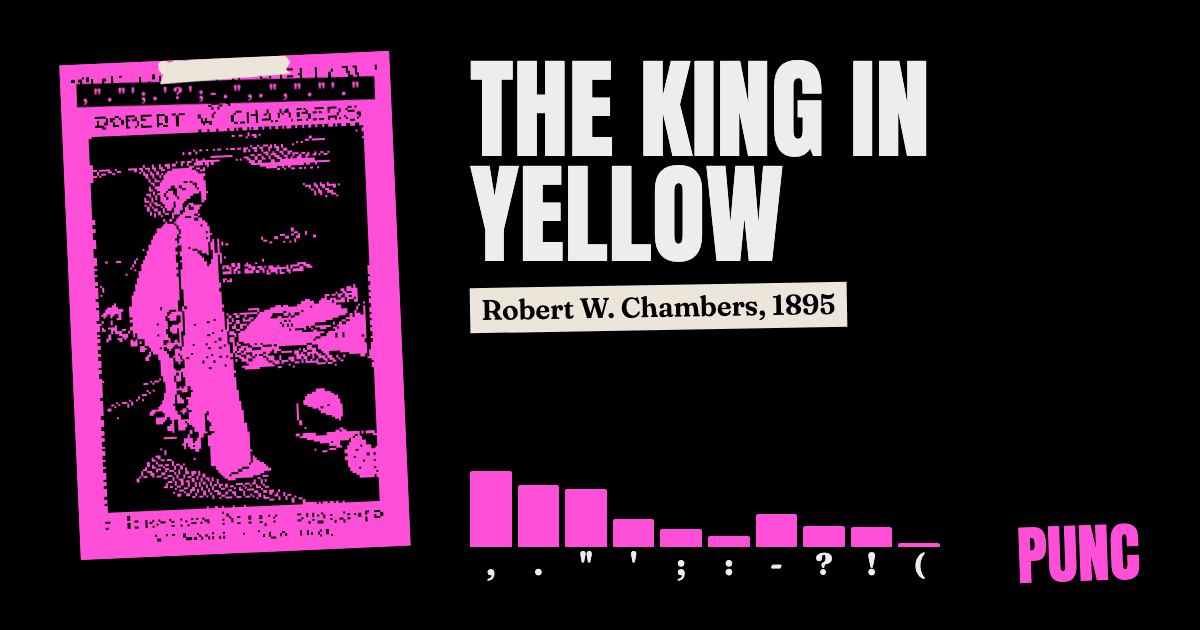 ,"."';.'?';-.",.",".""'."
ROBERT W CHAMBERS
THE KING IN
YELLOW
Robert W. Chambers, 1895
, . " ' ; : - ? ! (
PUNC